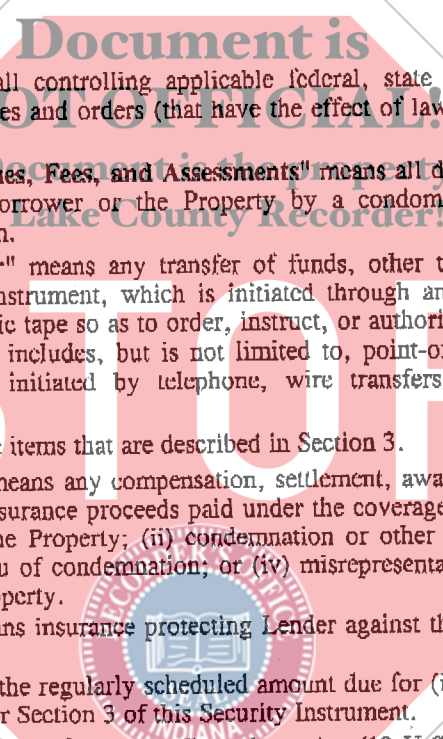 Document is
all controlling applicable federal, state
es and orders (that have the effect of law
NOT OFFICIAL!
Document is the property
es, Fees, and Assessments" means all d
orrower or the Property by a condom
Lake County Recorder!
n.
" means any transfer of funds, other t
nstrument, which is initiated through an
ic tape so as to order, instruct, or authori
includes, but is not limited to, point-of
initiated by telephone, wire transfers
STOP
items that are described in Section 3.
means any compensation, settlement, awa
surance proceeds paid under the coverage
he Property; (ii) condemnation or other
u of condemnation; or (iv) misrepresenta
operty.
RECORDER'S OFFIC
ns insurance protecting Lender against th
the regularly scheduled amount due for (i
r Section 3 of this Security Instrument.
INDIANA